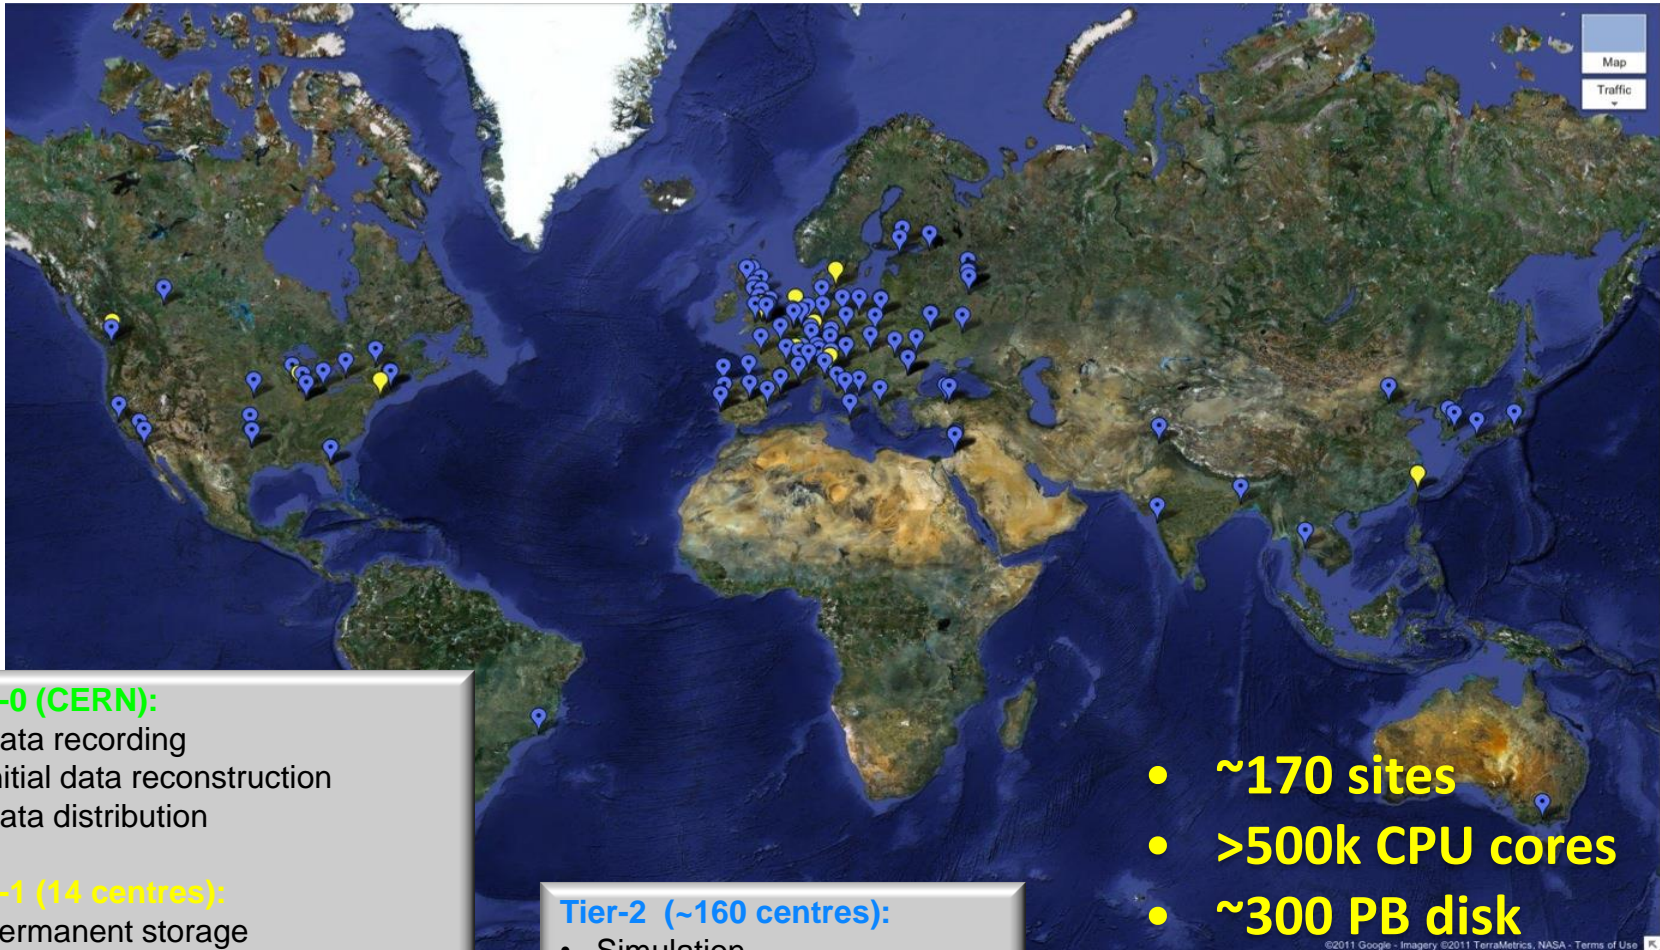 Map
Traffic
-0 (CERN):
ata recording
nitial data reconstruction
ata distribution
-1 (14 centres):
ermanent storage
Tier-2 (~160 centres):
• Simulation
• ~170 sites
• >500k CPU cores
• ~300 PB disk
©2011 Google - Imagery ©2011 TerraMetrics, NASA - Terms of Use